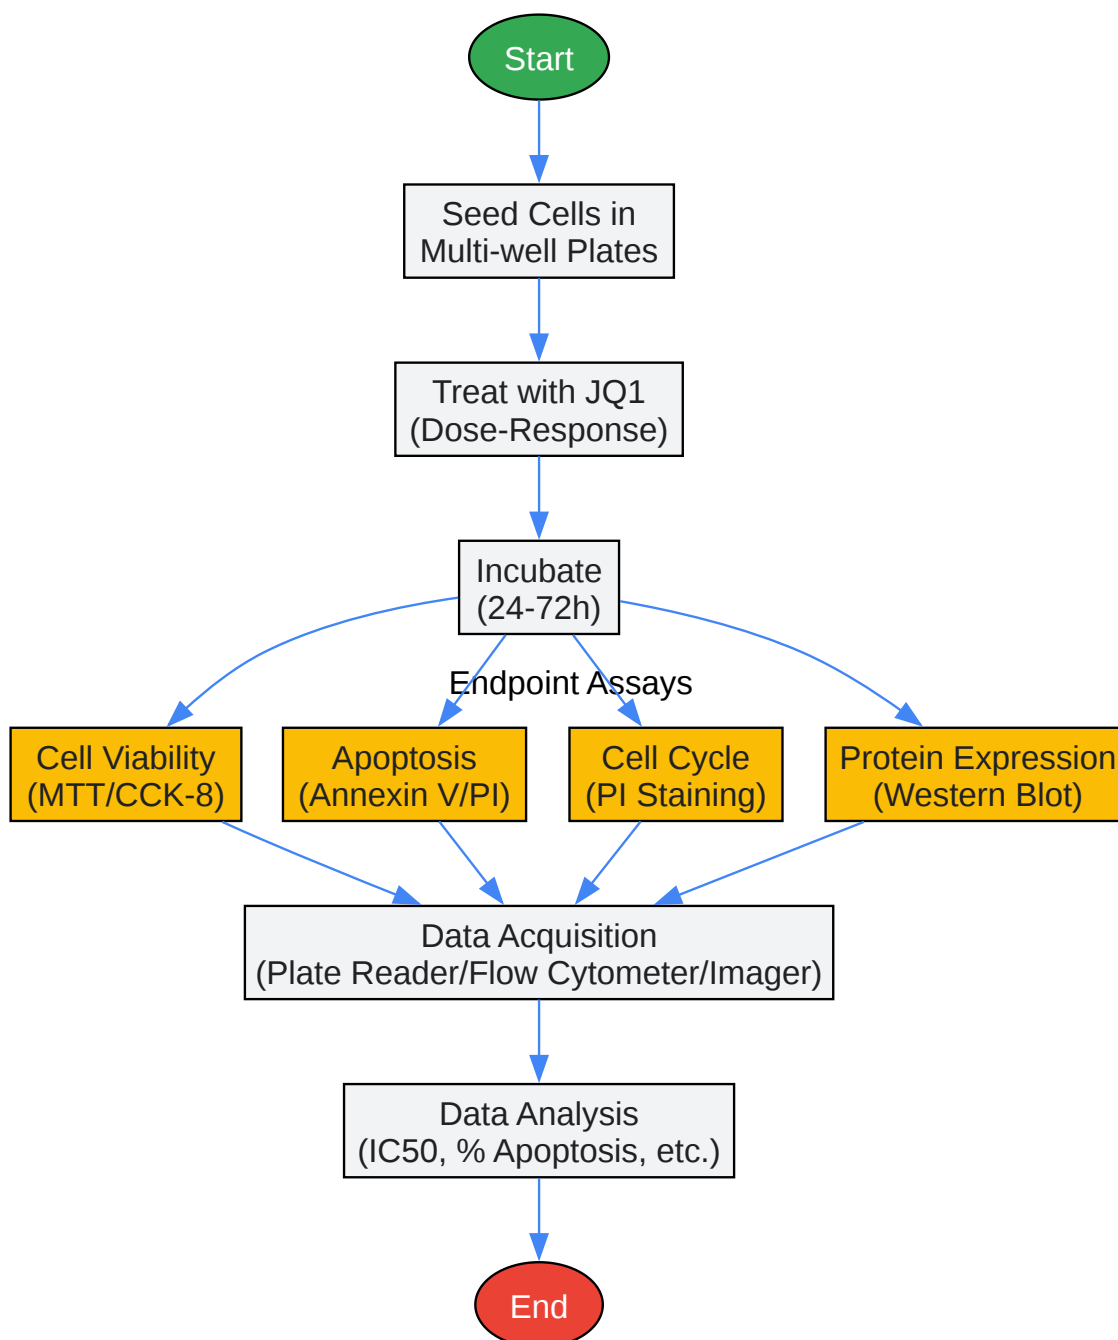 Start
Seed Cells in
Multi-well Plates
Treat with JQ1
(Dose-Response)
Incubate
(24-72h)
Endpoint Assays
Cell Viability
(MTT/CCK-8)
Apoptosis
(Annexin V/PI)
Cell Cycle
(PI Staining)
Protein Expression
(Western Blot)
Data Acquisition
(Plate Reader/Flow Cytometer/Imager)
Data Analysis
(IC50, % Apoptosis, etc.)
End